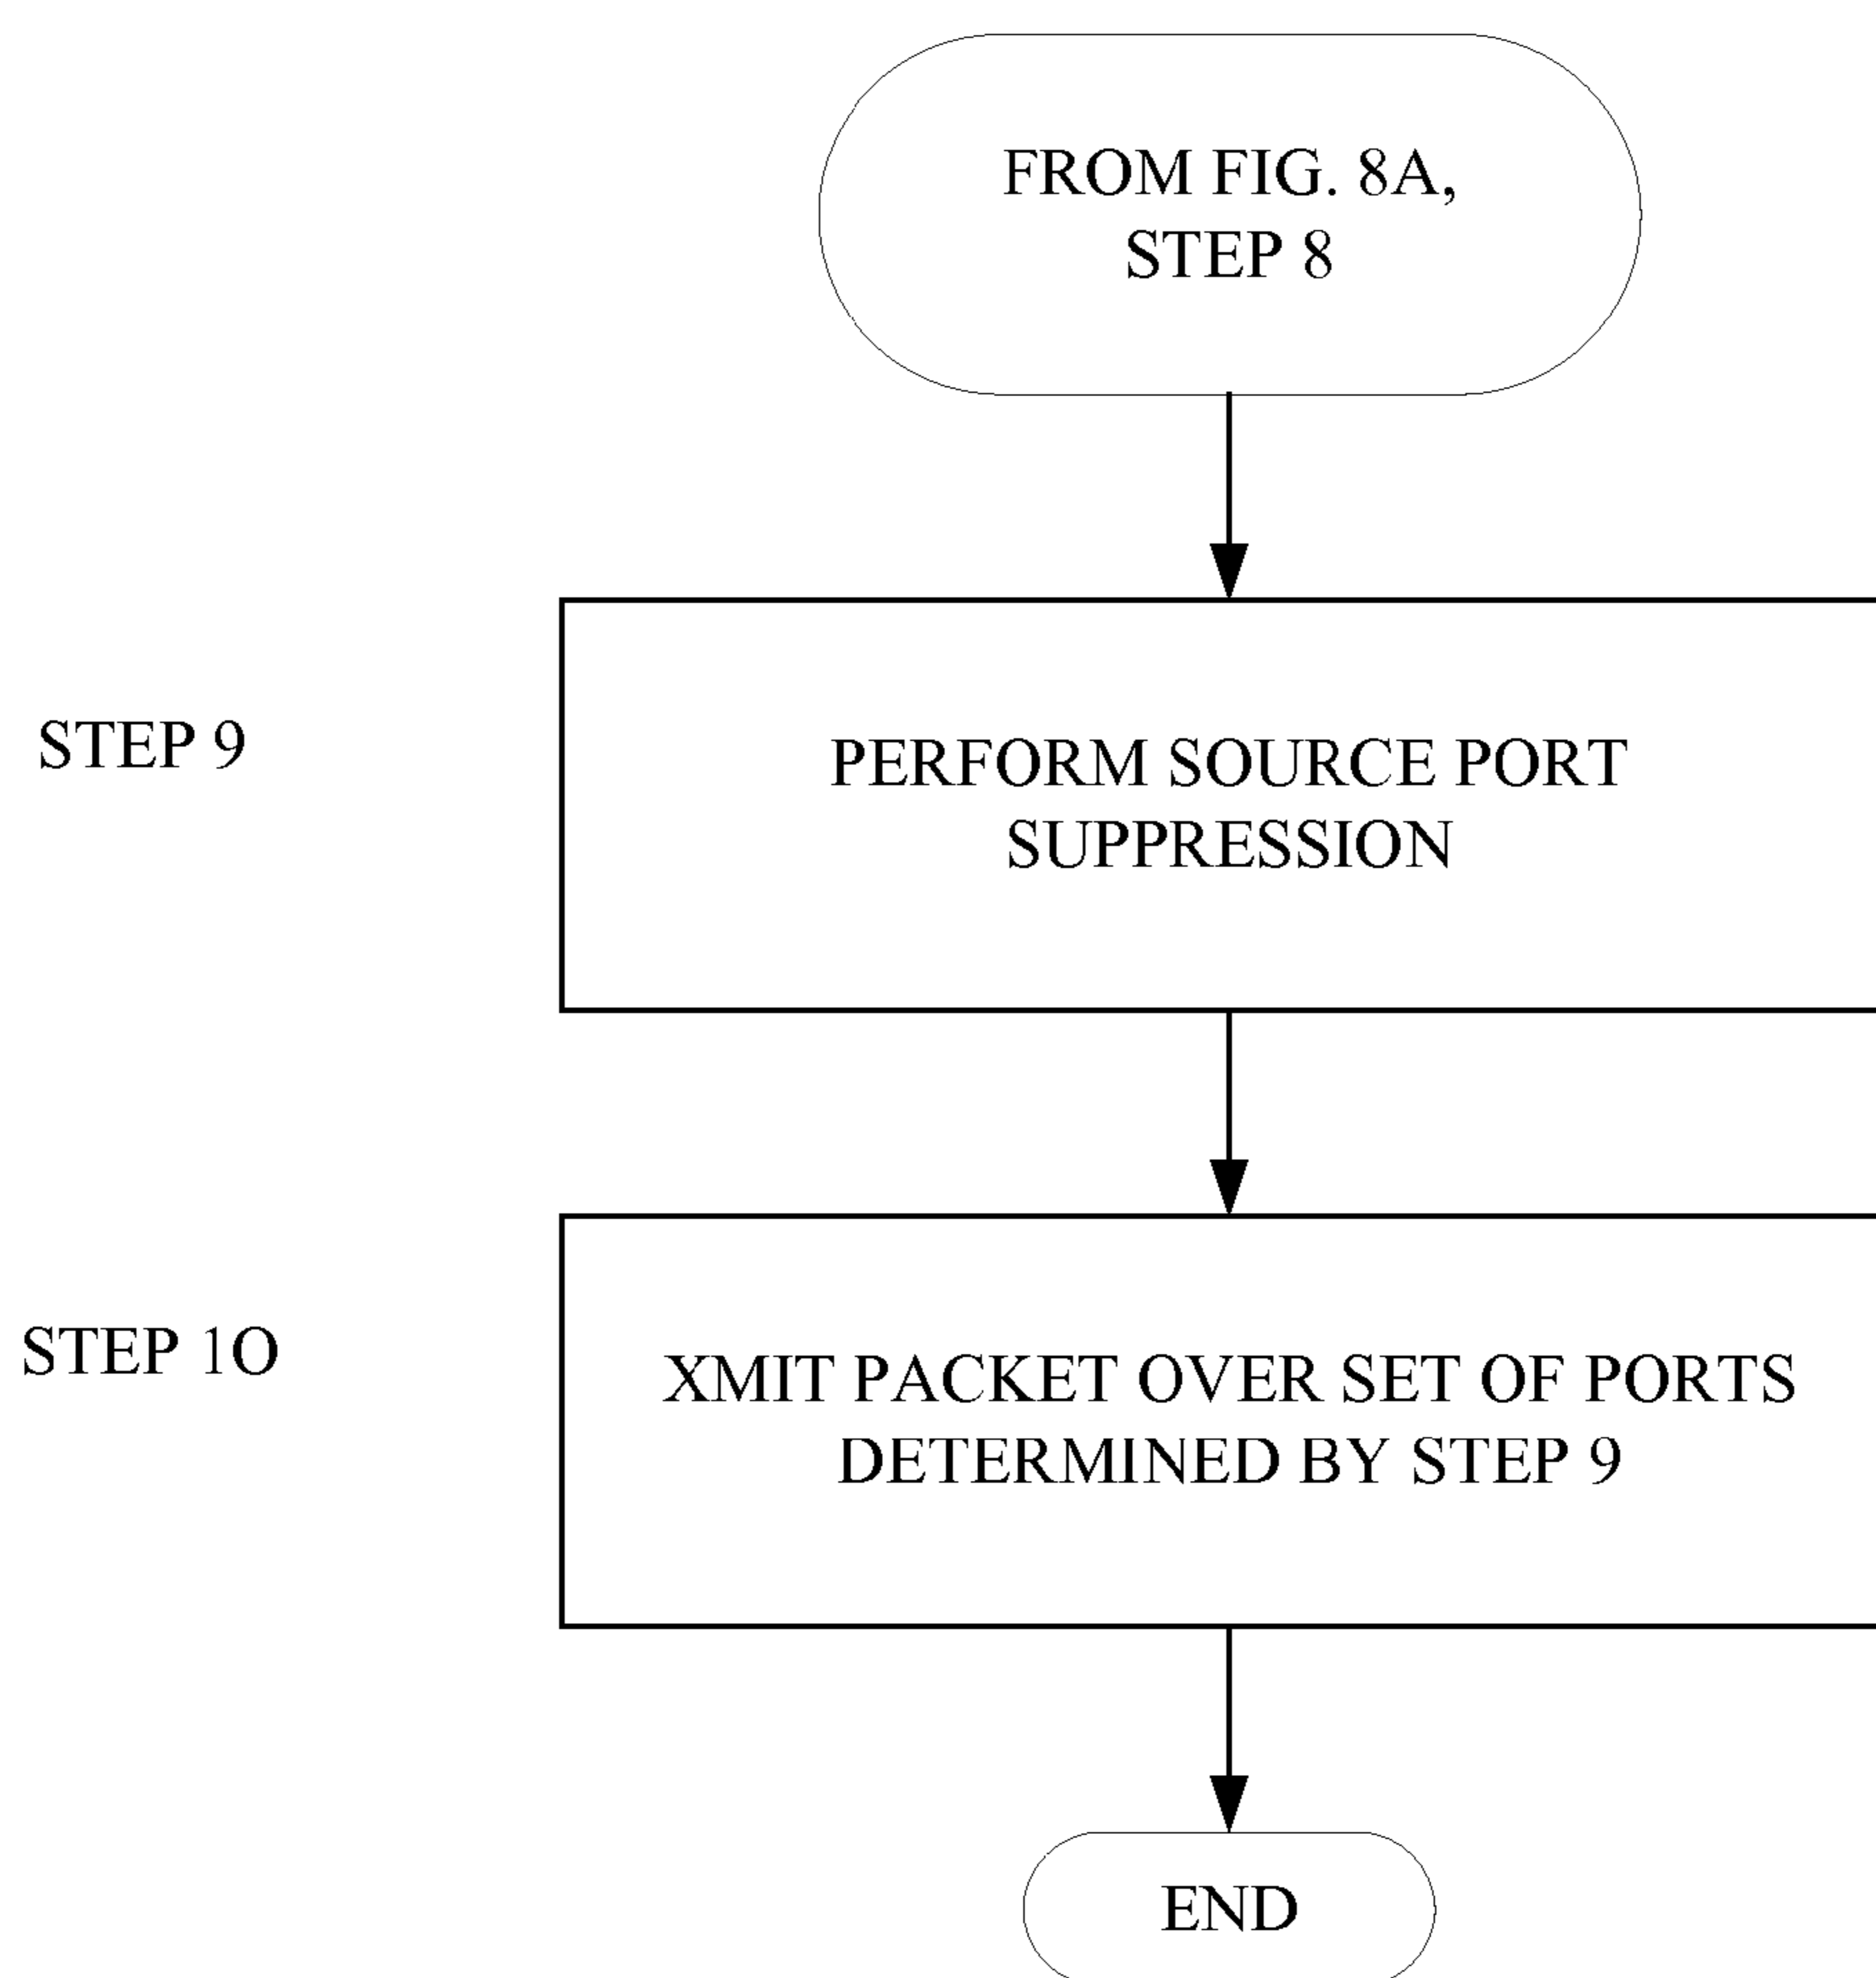 FROM FIG. 8A,
STEP 8
STEP 9
PERFORM SOURCE PORT
SUPPRESSION
STEP 1O
XMIT PACKET OVER SET OF PORTS
DETERMINED BY STEP 9
END